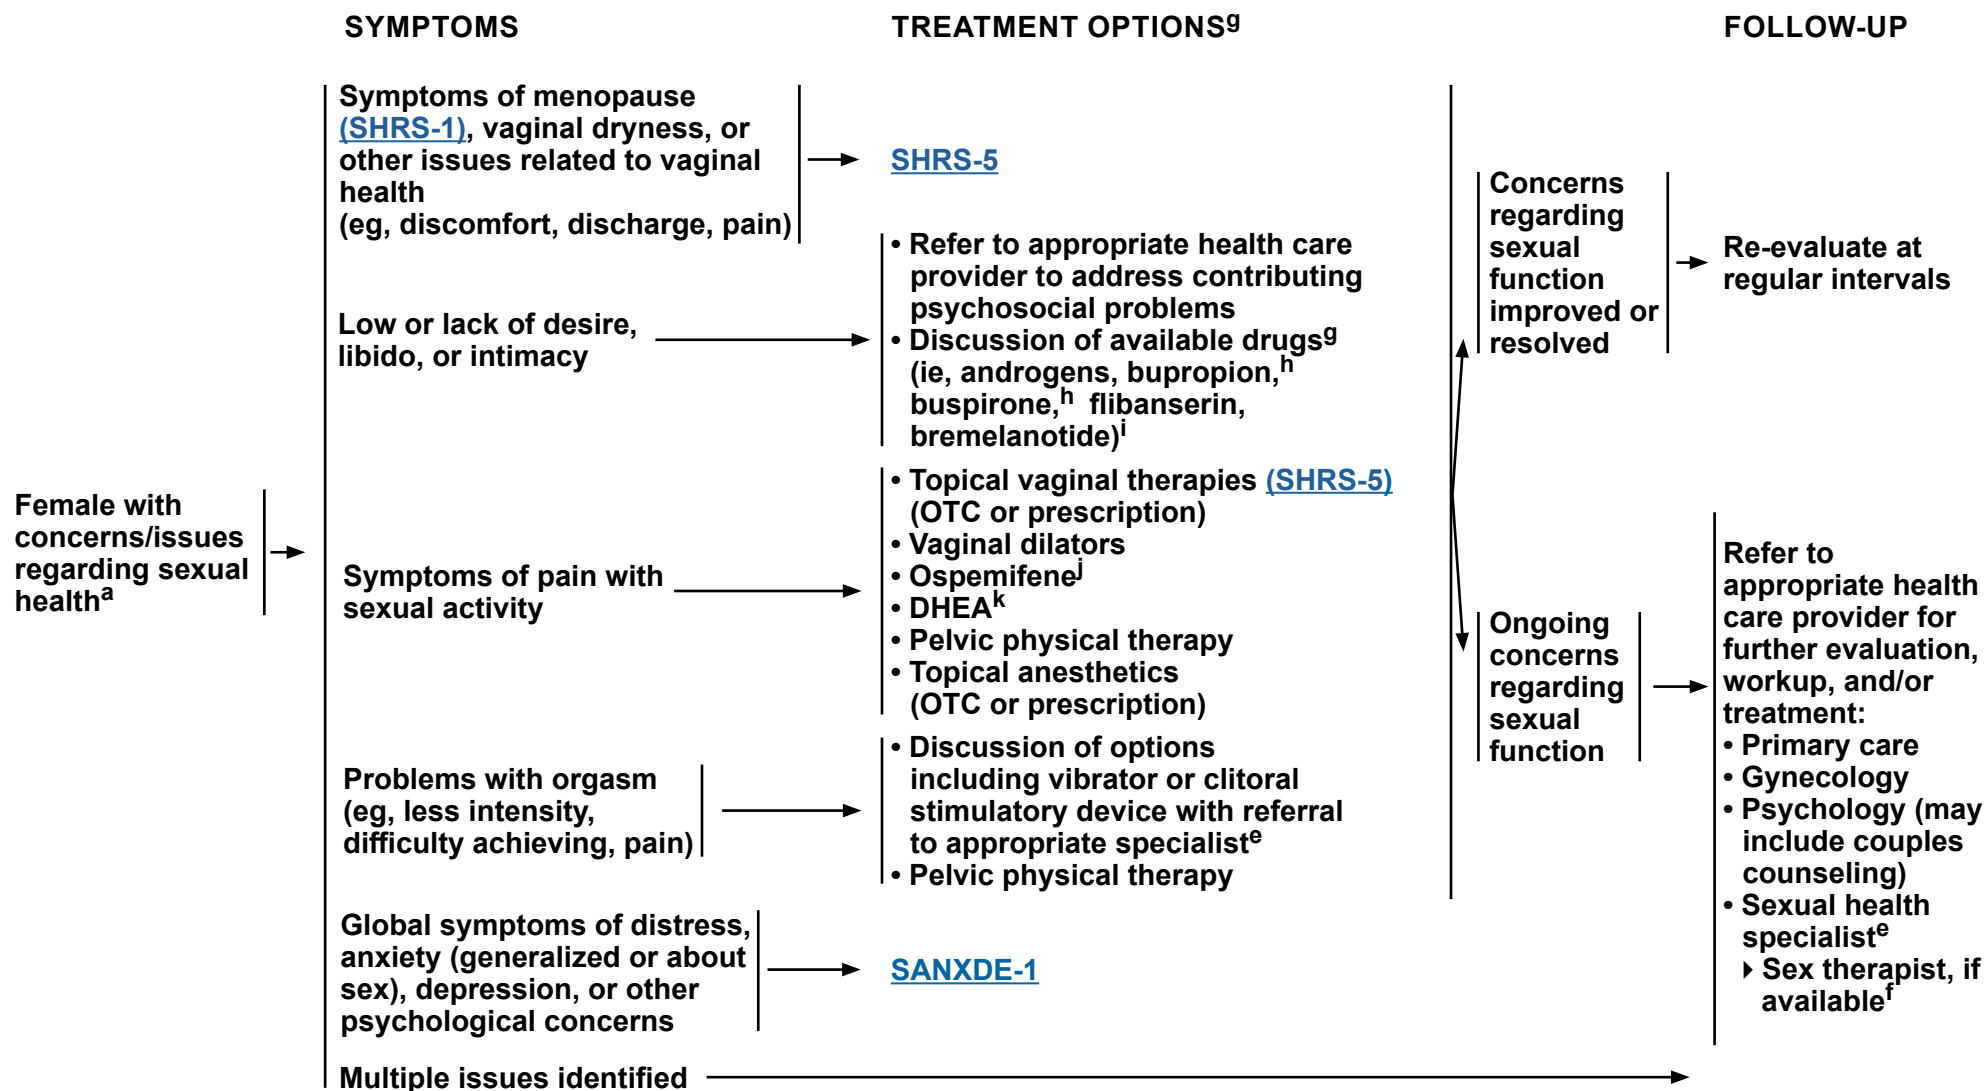 SYMPTOMS
TREATMENT OPTIONSg
FOLLOW-UP
Female with
concerns/issues
regarding sexual
healtha
Symptoms of menopause
(SHRS-1), vaginal dryness, or
other issues related to vaginal
health
(eg, discomfort, discharge, pain)
SHRS-5
Low or lack of desire,
libido, or intimacy
• Refer to appropriate health care
provider to address contributing
psychosocial problems
• Discussion of available drugsg
(ie, androgens, bupropion,h
buspirone,h flibanserin,
bremelanotide)i
Symptoms of pain with
sexual activity
• Topical vaginal therapies (SHRS-5)
(OTC or prescription)
• Vaginal dilators
• Ospemifenej
• DHEAk
• Pelvic physical therapy
• Topical anesthetics
(OTC or prescription)
Problems with orgasm
(eg, less intensity,
difficulty achieving, pain)
• Discussion of options
including vibrator or clitoral
stimulatory device with referral
to appropriate specialiste
• Pelvic physical therapy
Global symptoms of distress,
anxiety (generalized or about
sex), depression, or other
psychological concerns
SANXDE-1
Multiple issues identified
Concerns
regarding
sexual
function
improved or
resolved
Re-evaluate at
regular intervals
Ongoing
concerns
regarding
sexual
function
Refer to
appropriate health
care provider for
further evaluation,
workup, and/or
treatment:
• Primary care
• Gynecology
• Psychology (may
include couples
counseling)
• Sexual health
specialiste
‣ Sex therapist, if
availablef